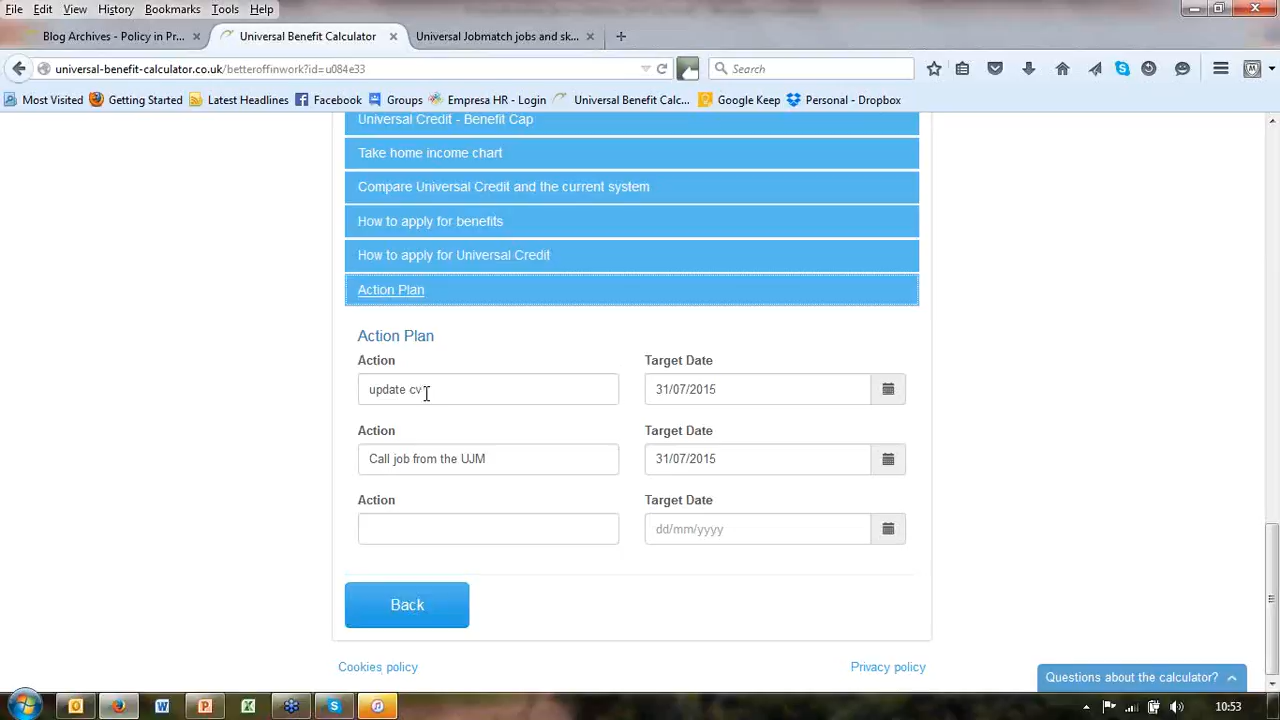 File Edit View History Bookmarks Tools Help
Blog Archives - Policy in Pr... × Universal Benefit Calculator × Universal Jobmatch jobs and sk... × +
universal-benefit-calculator.co.uk/betteroffinwork?id=u084e33 Search
Most Visited Getting Started Latest Headlines Facebook Groups Empresa HR - Login Universal Benefit Calc... Google Keep Personal - Dropbox
Universal Credit - Benefit Cap
Take home income chart
Compare Universal Credit and the current system
How to apply for benefits
How to apply for Universal Credit
Action Plan
Action Plan
Action Target Date
update cv 31/07/2015
Action Target Date
Call job from the UJM 31/07/2015
Action Target Date
dd/mm/yyyy
Back
Cookies policy Privacy policy
Questions about the calculator?
10:53